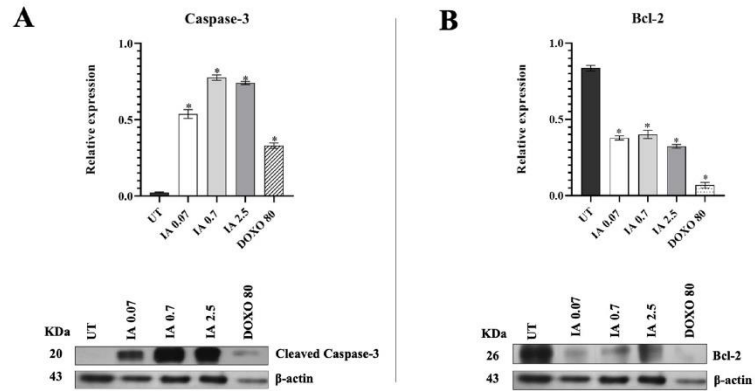 A
Caspase-3
Relative expression
1.0
0.5
0.0
*
*
*
*
UT
IA 0.07
IA 0.7
IA 2.5
DOXO 80
KDa
UT
IA 0.07
IA 0.7
IA 2.5
DOXO 80
20
Cleaved Caspase-3
43
β-actin
B
Bcl-2
Relative expression
1.0
0.5
0.0
*
*
*
*
UT
IA 0.07
IA 0.7
IA 2.5
DOXO 80
KDa
UT
IA 0.07
IA 0.7
IA 2.5
DOXO 80
26
Bcl-2
43
β-actin